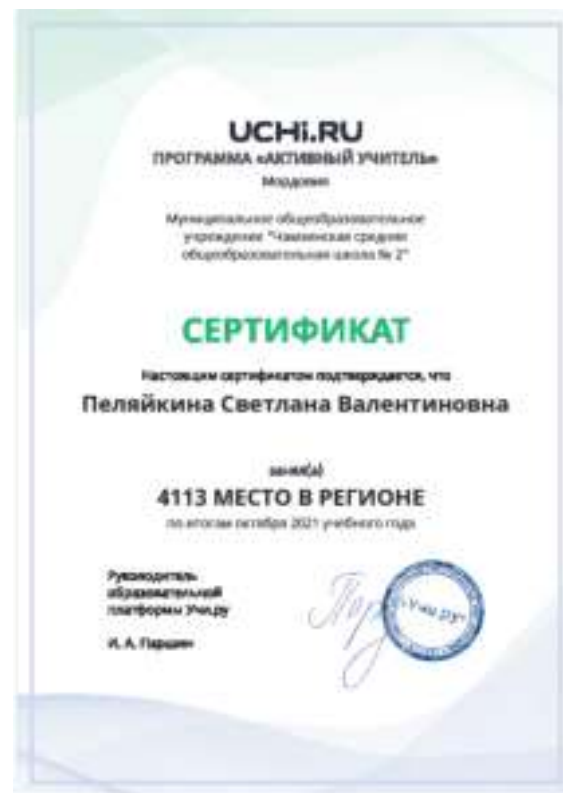 UCHi.RU
ПРОГРАММА «АКТИВНЫЙ УЧИТЕЛЬ»
Мордовия
Муниципальное общеобразовательное
учреждение "Чамзинская средняя
общеобразовательная школа № 2"
СЕРТИФИКАТ
Настоящим сертификатом подтверждается, что
Пеляйкина Светлана Валентиновна
занял(а)
4113 МЕСТО В РЕГИОНЕ
по итогам октября 2021 учебного года
Руководитель
образовательной
платформы Учи.ру
И. А. Паршин
«Учи.ру»